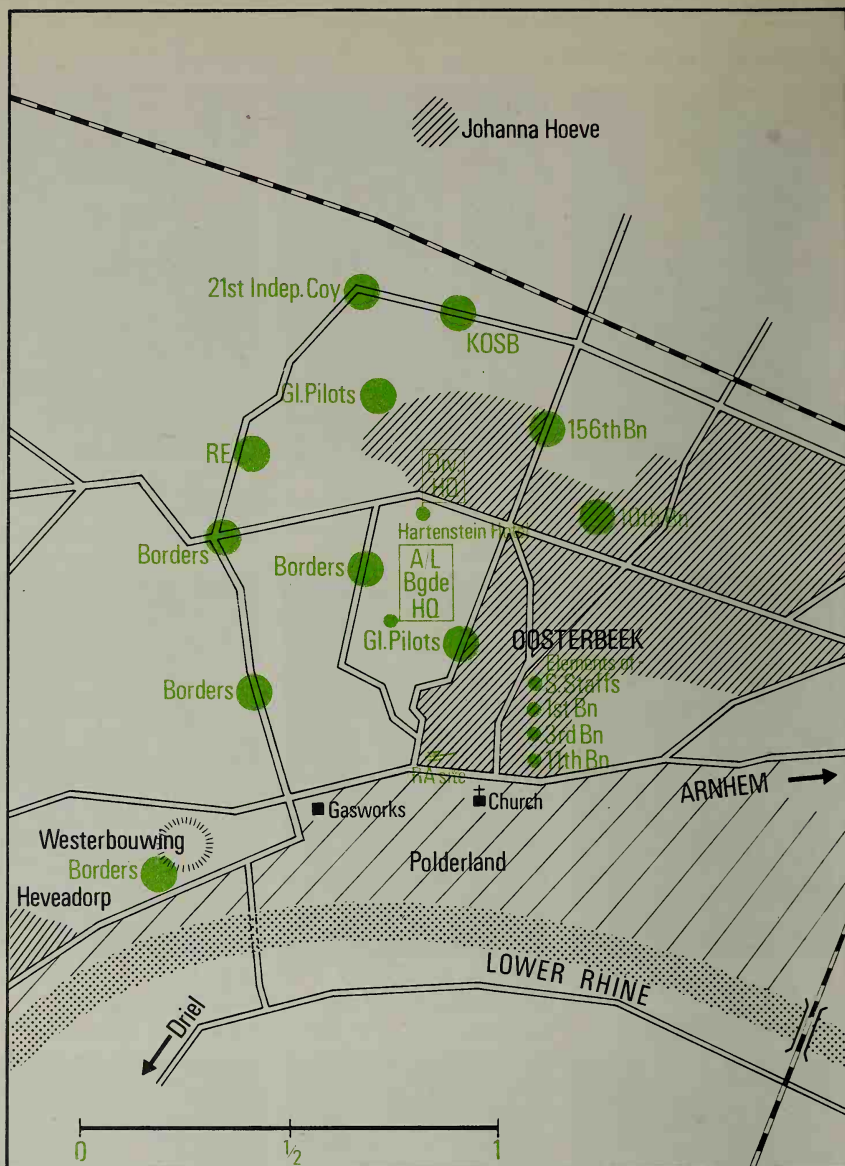 Johanna Hoeve
21st Indep. Coy
KOSB
Gl. Pilots
156th Bn
RE
Div.
HQ
10th Bn
Hartenstein Hotel
Borders
Borders
A/L
Bgde
HQ
Gl. Pilots
OOSTERBEEK
Elements of:-
S. Staffs
Borders
1st Bn
3rd Bn
11th Bn
RA site
ARNHEM
Gasworks
Church
Westerbouwing
Polderland
Borders
Heveadorp
LOWER RHINE
Driel
0
1/2
1